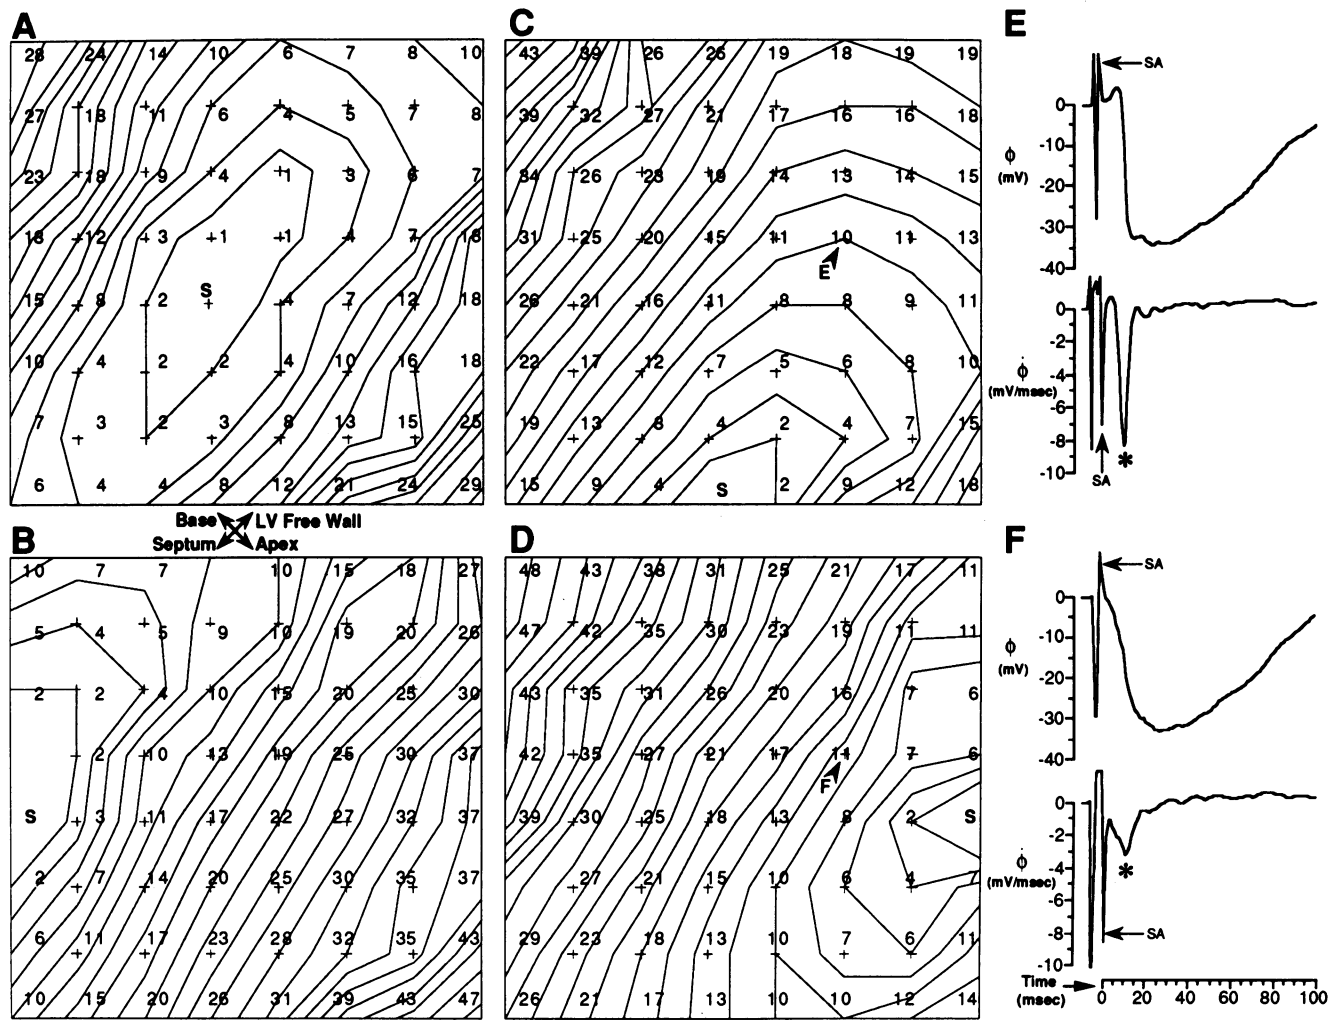 A
28 24 14 10 6 7 8 10
27 18 11 6 4 5 7 8
23 18 9 4 1 3 6 7
18 12 3 1 1 4 7 18
15 8 2 S 4 7 12 18
10 4 2 2 4 10 16 18
7 3 2 3 8 13 15 25
6 4 4 8 12 21 24 29
C
43 39 26 26 19 18 19 19
39 32 27 21 17 16 16 18
34 26 23 19 14 13 14 15
31 25 20 15 11 10 11 13
E
26 21 16 11 8 8 9 11
22 17 12 7 5 6 8 10
19 13 8 4 2 4 7 15
15 9 4 S 2 9 12 18
E
SA
0
-10
-20
-30
-40
ϕ
(mV)
0
-2
-4
-6
-8
-10
ϕ̇
(mV/msec)
SA
*
Base LV Free Wall
Septum Apex
B
10 7 7 10 15 18 27
5 4 5 9 10 19 20 26
2 2 4 10 15 20 25 30
2 10 13 19 25 30 37
S 3 11 17 22 27 32 37
2 7 14 20 25 30 35 37
6 11 17 23 28 32 35 43
10 15 20 26 31 39 43 47
D
48 43 38 31 25 21 17 11
47 42 35 30 23 19 11 11
43 35 31 26 20 16 7 6
42 35 27 21 17 11 7 6
F
39 30 25 18 13 8 2 S
27 21 15 10 6 4 7
29 23 18 13 10 7 6 11
26 21 17 13 10 10 12 14
F
SA
0
-10
-20
-30
-40
ϕ
(mV)
0
-2
-4
-6
-8
-10
ϕ̇
(mV/msec)
*
SA
Time
(msec)
0 20 40 60 80 100